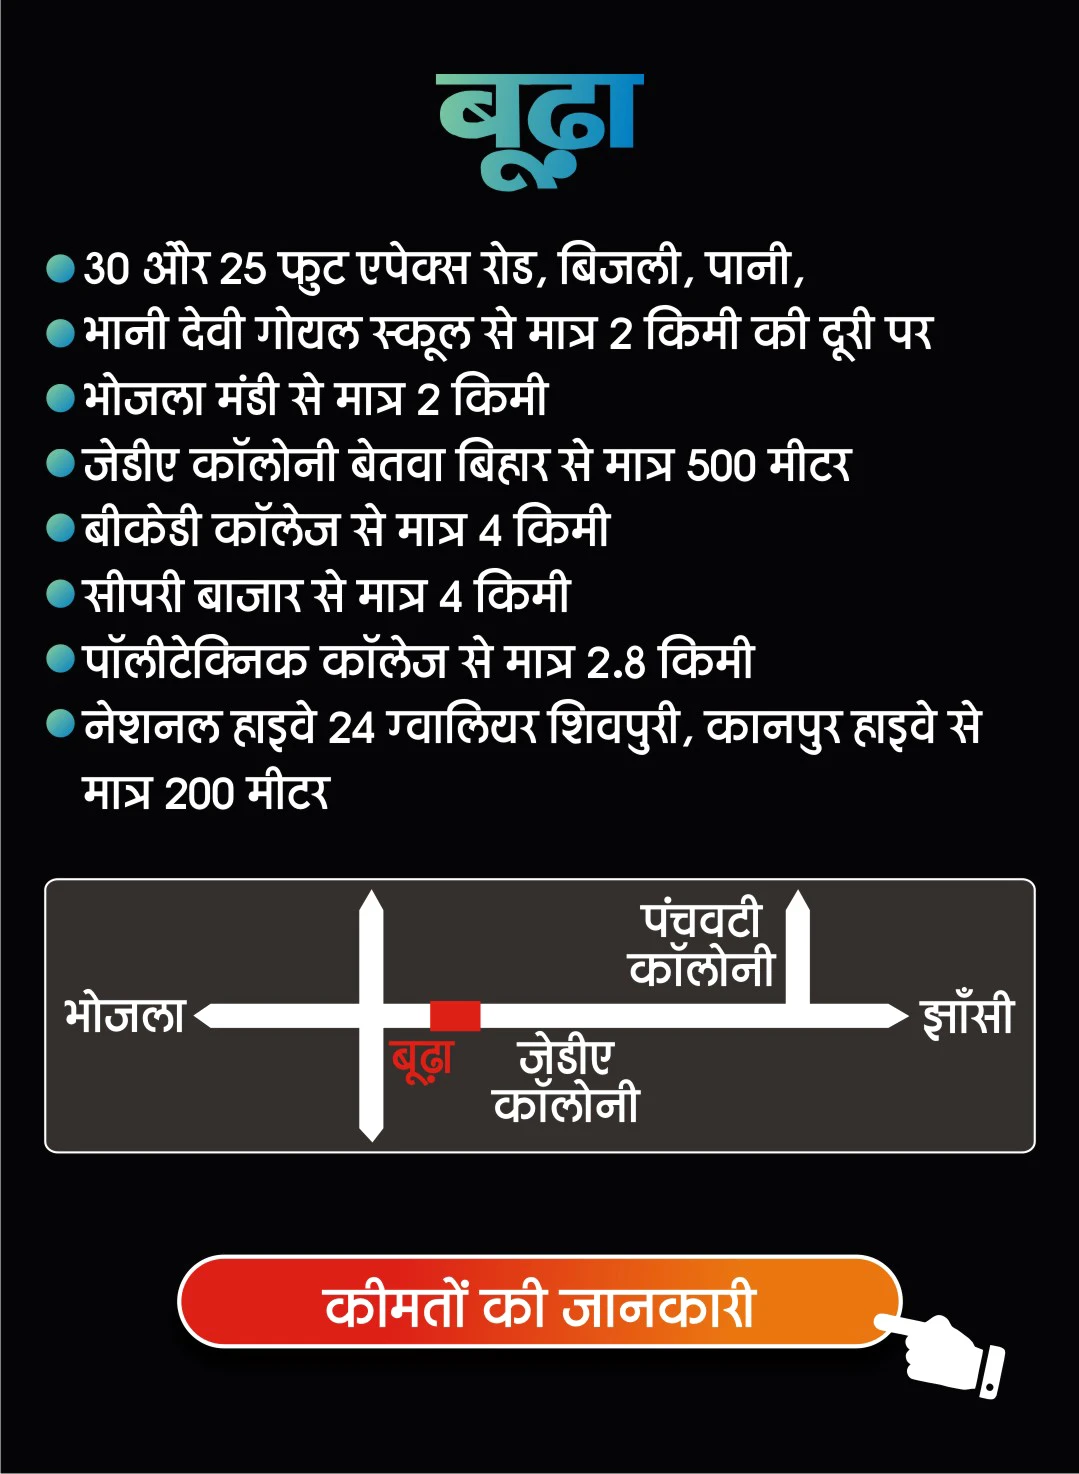 बूढ़ा
30 और 25 फुट एपेक्स रोड, बिजली, पानी,
भानी देवी गोयल स्कूल से मात्र 2 किमी की दूरी पर
भोजला मंडी से मात्र 2 किमी
जेडीए कॉलोनी बेतवा बिहार से मात्र 500 मीटर
बीकेडी कॉलेज से मात्र 4 किमी
सीपरी बाजार से मात्र 4 किमी
पॉलीटेक्निक कॉलेज से मात्र 2.8 किमी
नेशनल हाइवे 24 ग्वालियर शिवपुरी, कानपुर हाइवे से
मात्र 200 मीटर
पंचवटी
कॉलोनी
भोजला
झाँसी
बूढ़ा
जेडीए
कॉलोनी
कीमतों की जानकारी